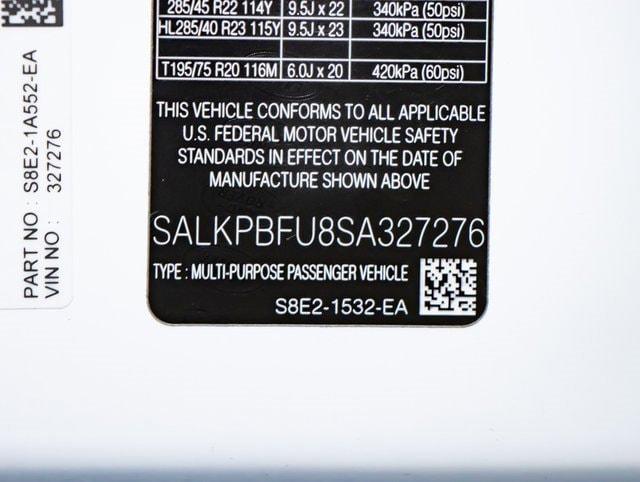 285/45 R22 114Y 9.5J x 22 340kPa (50psi)
HL285/40 R23 115Y 9.5J x 23 340kPa (50psi)
T195/75 R20 116M 6.0J x 20 420kPa (60psi)
THIS VEHICLE CONFORMS TO ALL APPLICABLE
U.S. FEDERAL MOTOR VEHICLE SAFETY
STANDARDS IN EFFECT ON THE DATE OF
MANUFACTURE SHOWN ABOVE
SALKPBFU8SA327276
TYPE : MULTI-PURPOSE PASSENGER VEHICLE
S8E2-1532-EA
PART NO : S8E2-1A552-EA
VIN NO : 327276